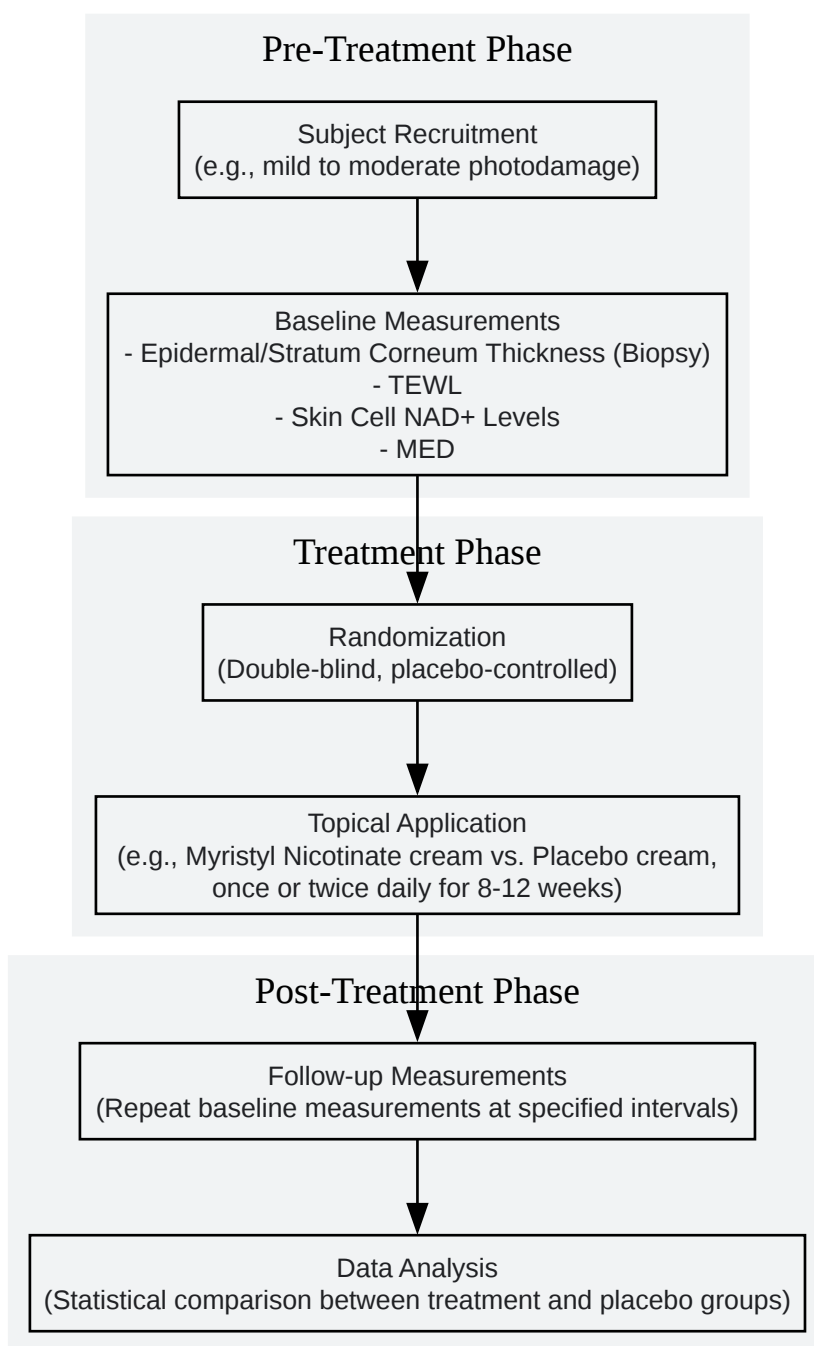 Pre-Treatment Phase
Subject Recruitment
(e.g., mild to moderate photodamage)
Baseline Measurements
- Epidermal/Stratum Corneum Thickness (Biopsy)
- TEWL
- Skin Cell NAD+ Levels
- MED
Treatment Phase
Randomization
(Double-blind, placebo-controlled)
Topical Application
(e.g., Myristyl Nicotinate cream vs. Placebo cream,
once or twice daily for 8-12 weeks)
Post-Treatment Phase
Follow-up Measurements
(Repeat baseline measurements at specified intervals)
Data Analysis
(Statistical comparison between treatment and placebo groups)